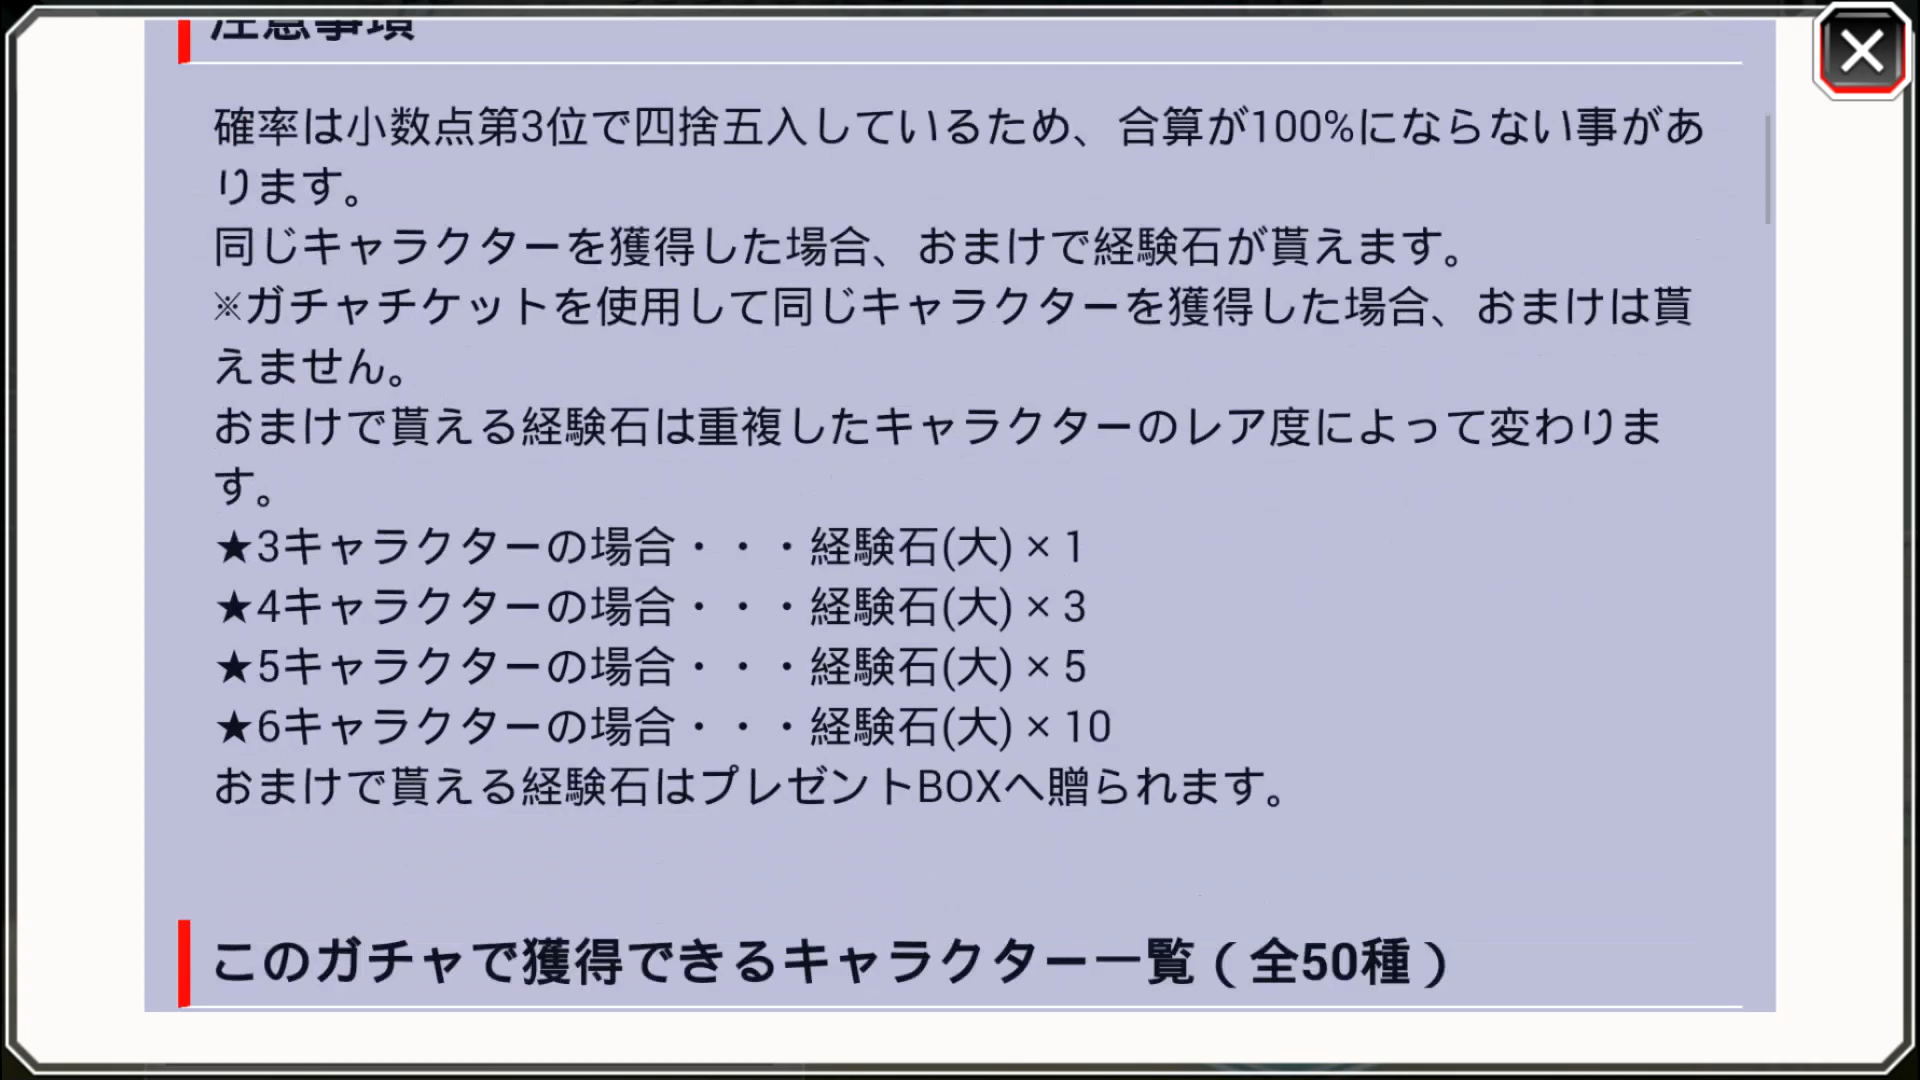 注意事項
確率は小数点第3位で四捨五入しているため、合算が100%にならない事があ
ります。
同じキャラクターを獲得した場合、おまけで経験石が貰えます。
※ガチャチケットを使用して同じキャラクターを獲得した場合、おまけは貰
えません。
おまけで貰える経験石は重複したキャラクターのレア度によって変わりま
す。
★3キャラクターの場合・・・経験石(大) × 1
★4キャラクターの場合・・・経験石(大) × 3
★5キャラクターの場合・・・経験石(大) × 5
★6キャラクターの場合・・・経験石(大) × 10
おまけで貰える経験石はプレゼントBOXへ贈られます。
このガチャで獲得できるキャラクター一覧（全50種）